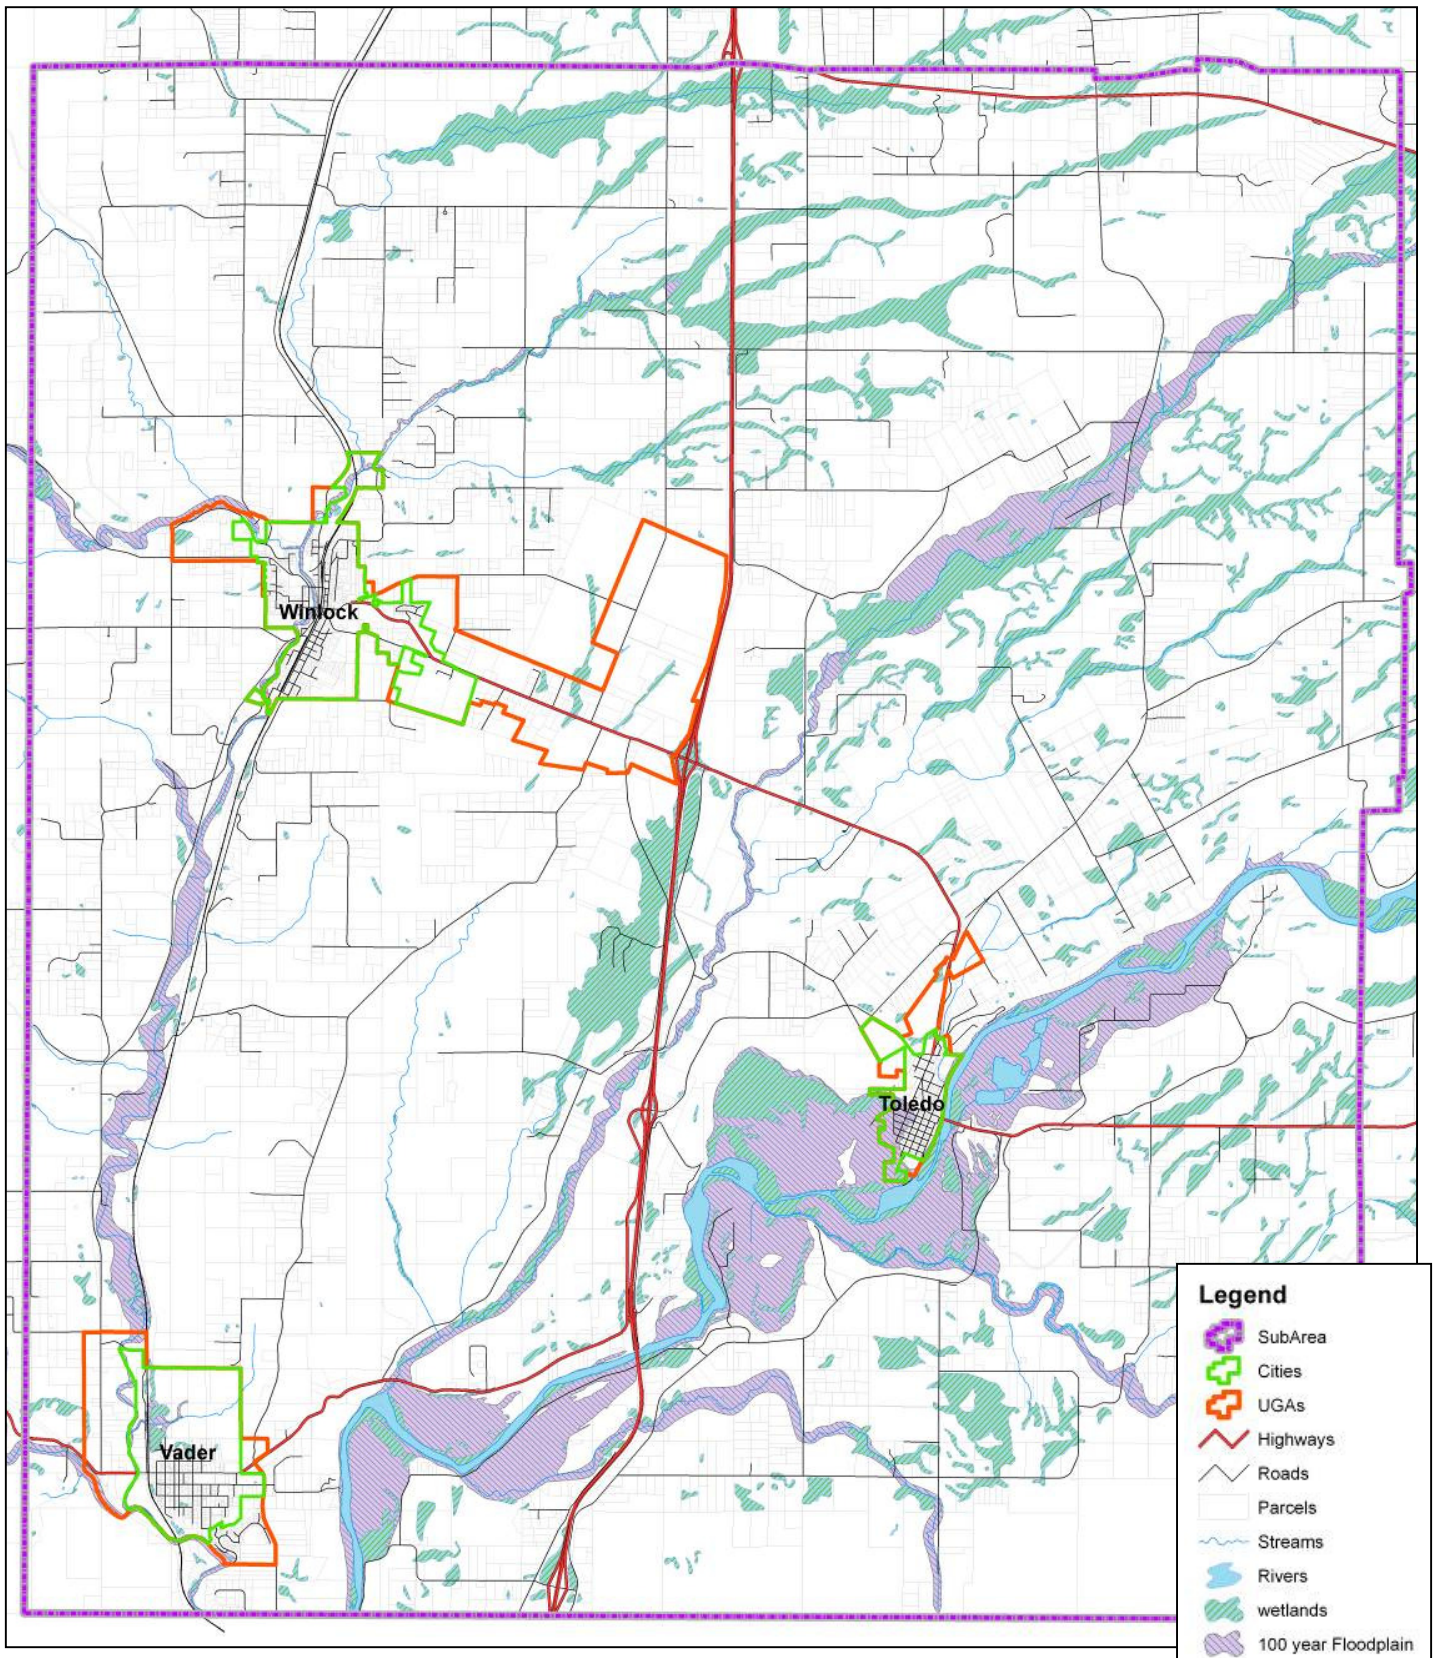 Winlock
Toledo
Vader
Legend
SubArea
Cities
UGAs
Highways
Roads
Parcels
Streams
Rivers
wetlands
100 year Floodplain